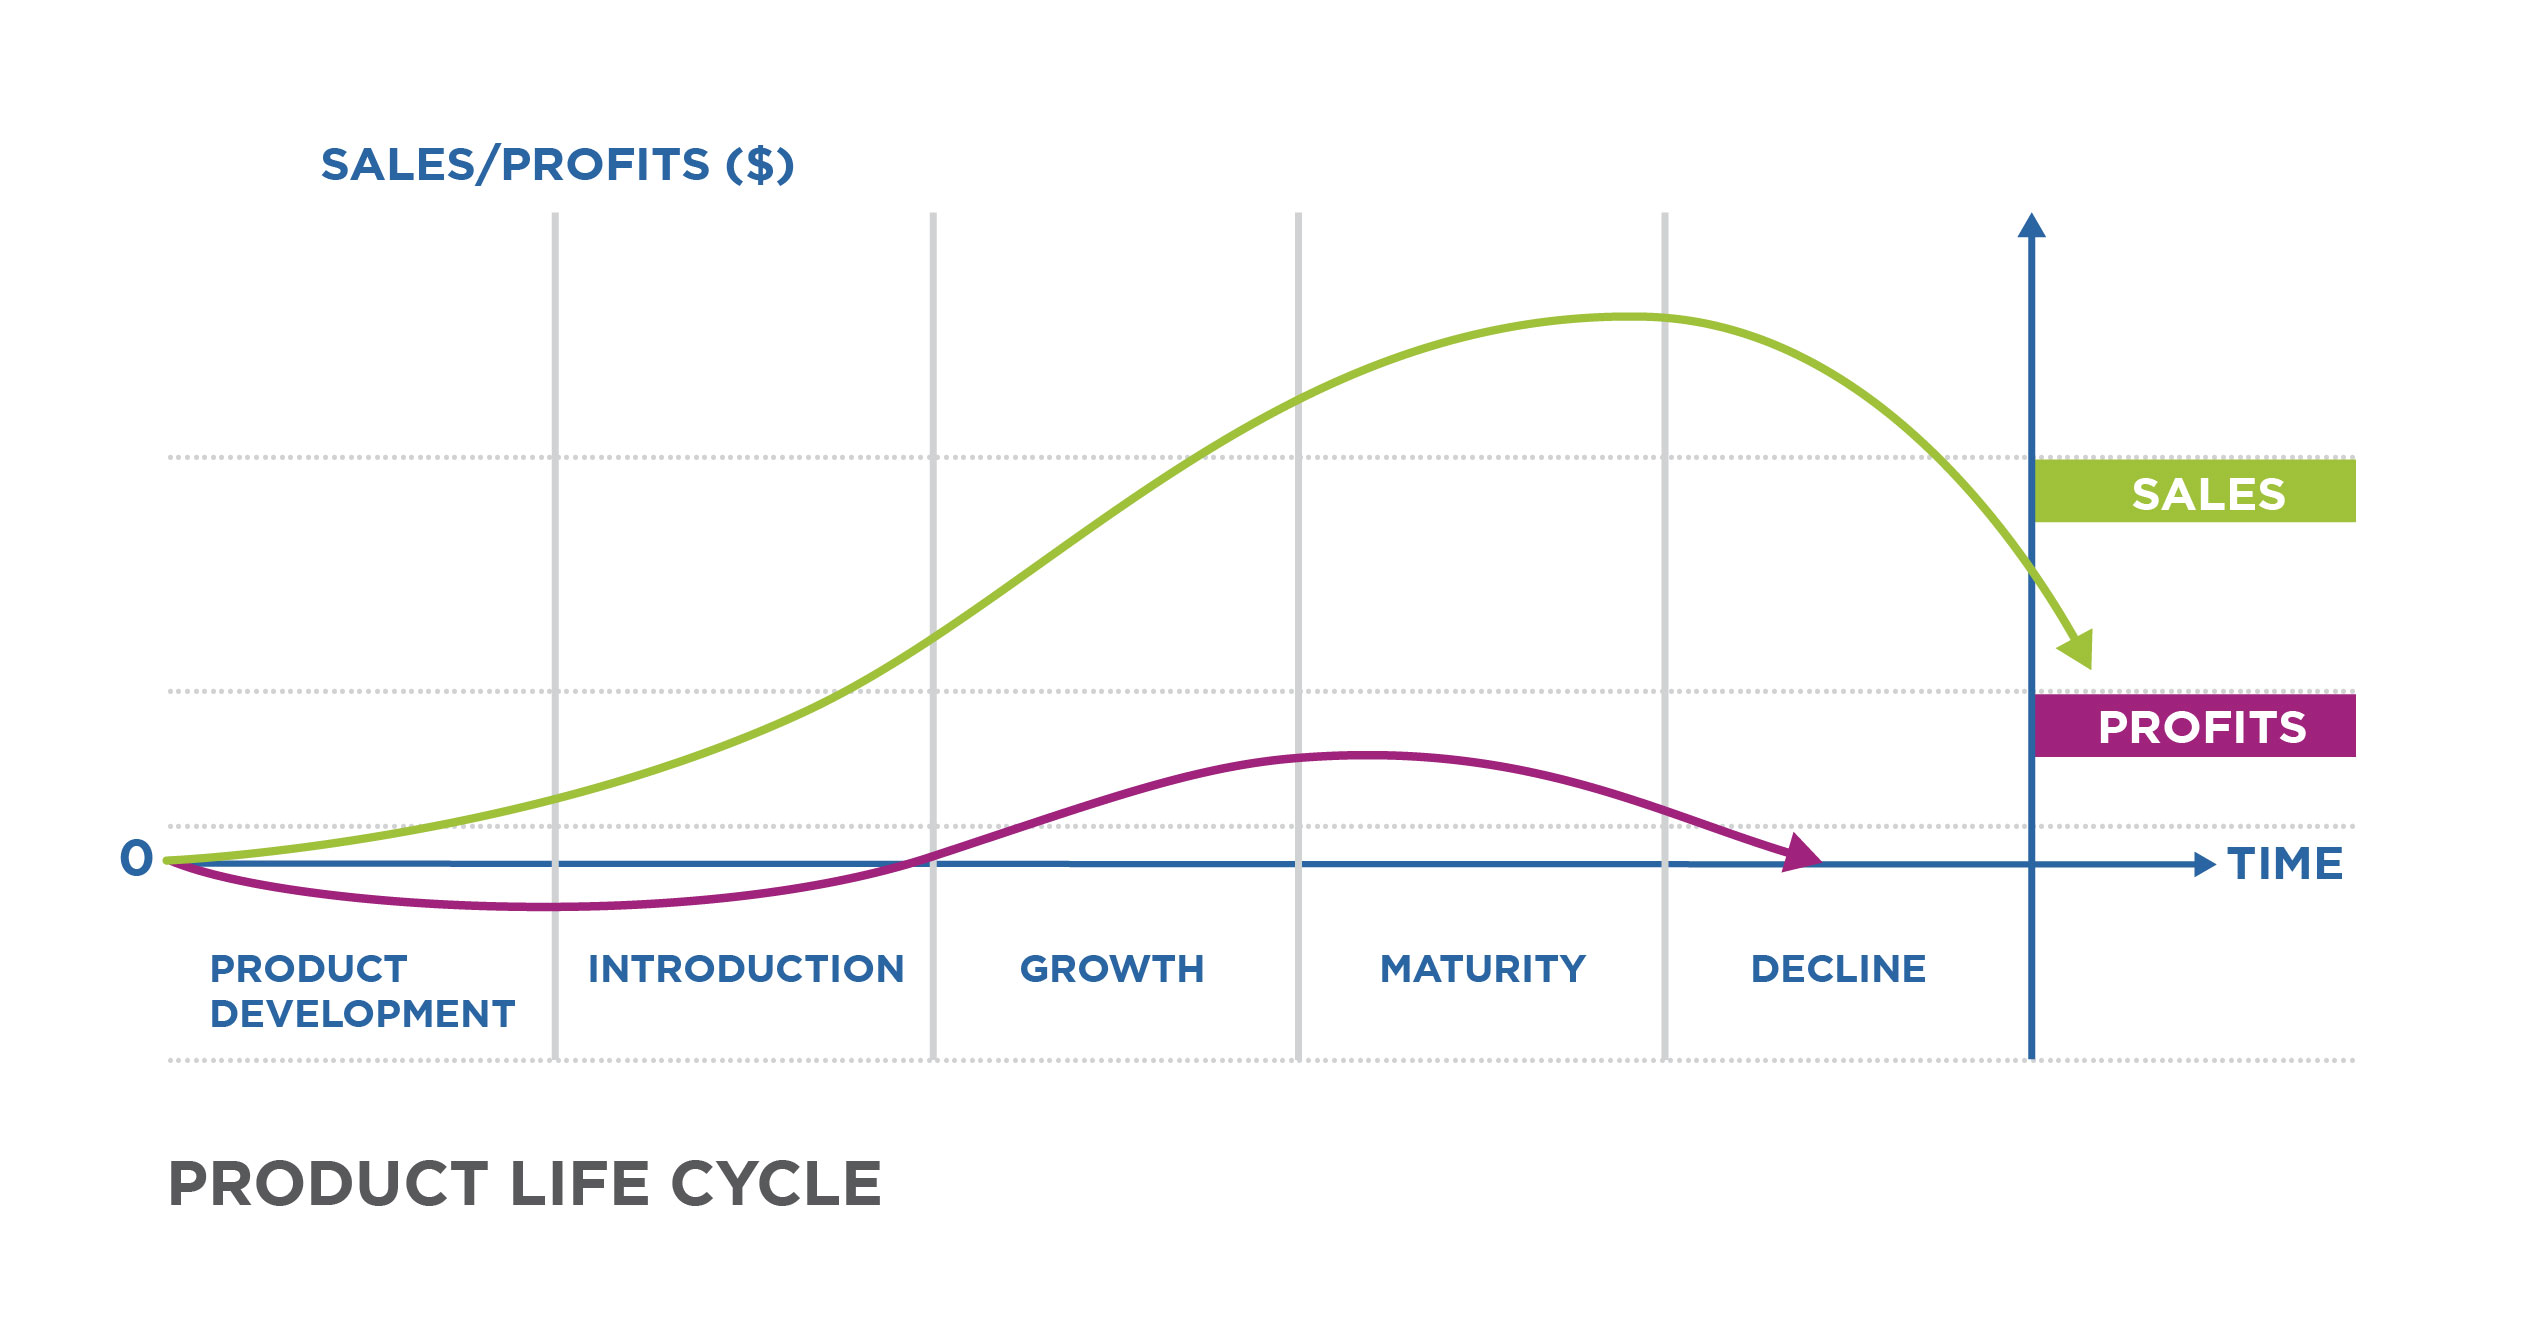 SALES/PROFITS ($)
SALES
PROFITS
0
TIME
PRODUCT
DEVELOPMENT
INTRODUCTION
GROWTH
MATURITY
DECLINE
PRODUCT LIFE CYCLE